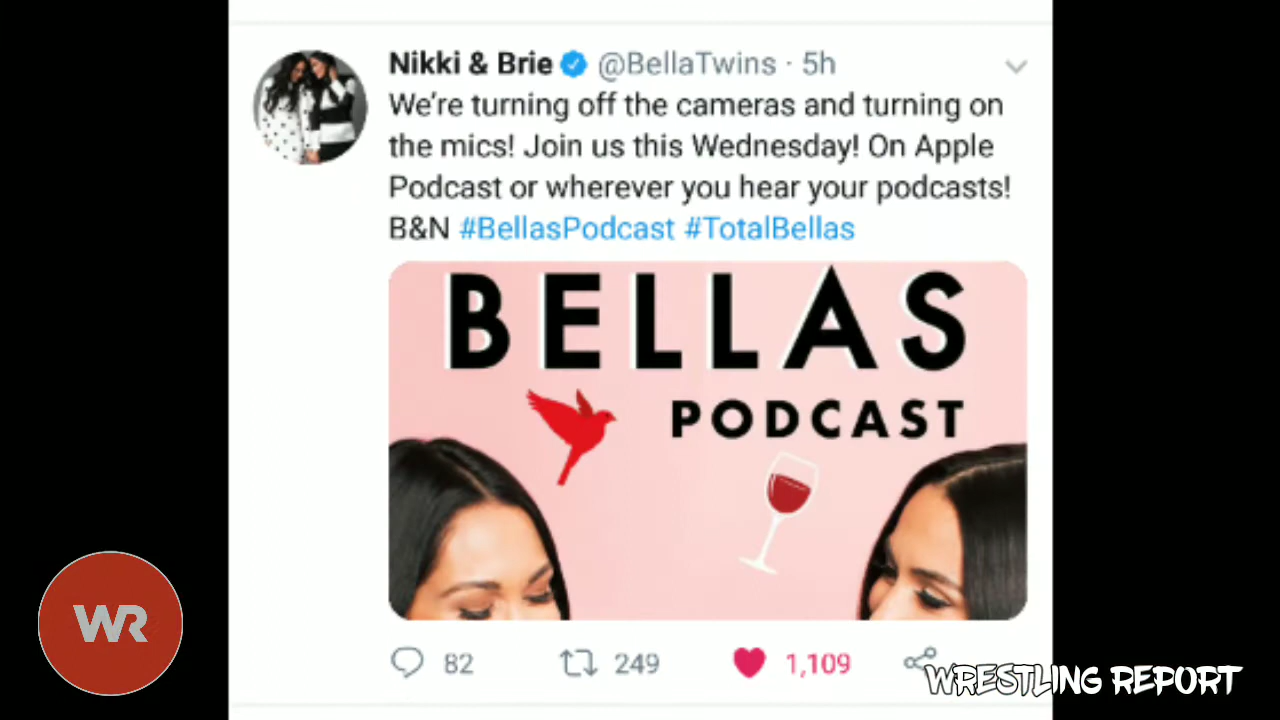 Nikki & Brie @BellaTwins · 5h
We're turning off the cameras and turning on
the mics! Join us this Wednesday! On Apple
Podcast or wherever you hear your podcasts!
B&N #BellasPodcast #TotalBellas
BELLAS
PODCAST
82 249 1,109
WR
WRESTLING REPORT